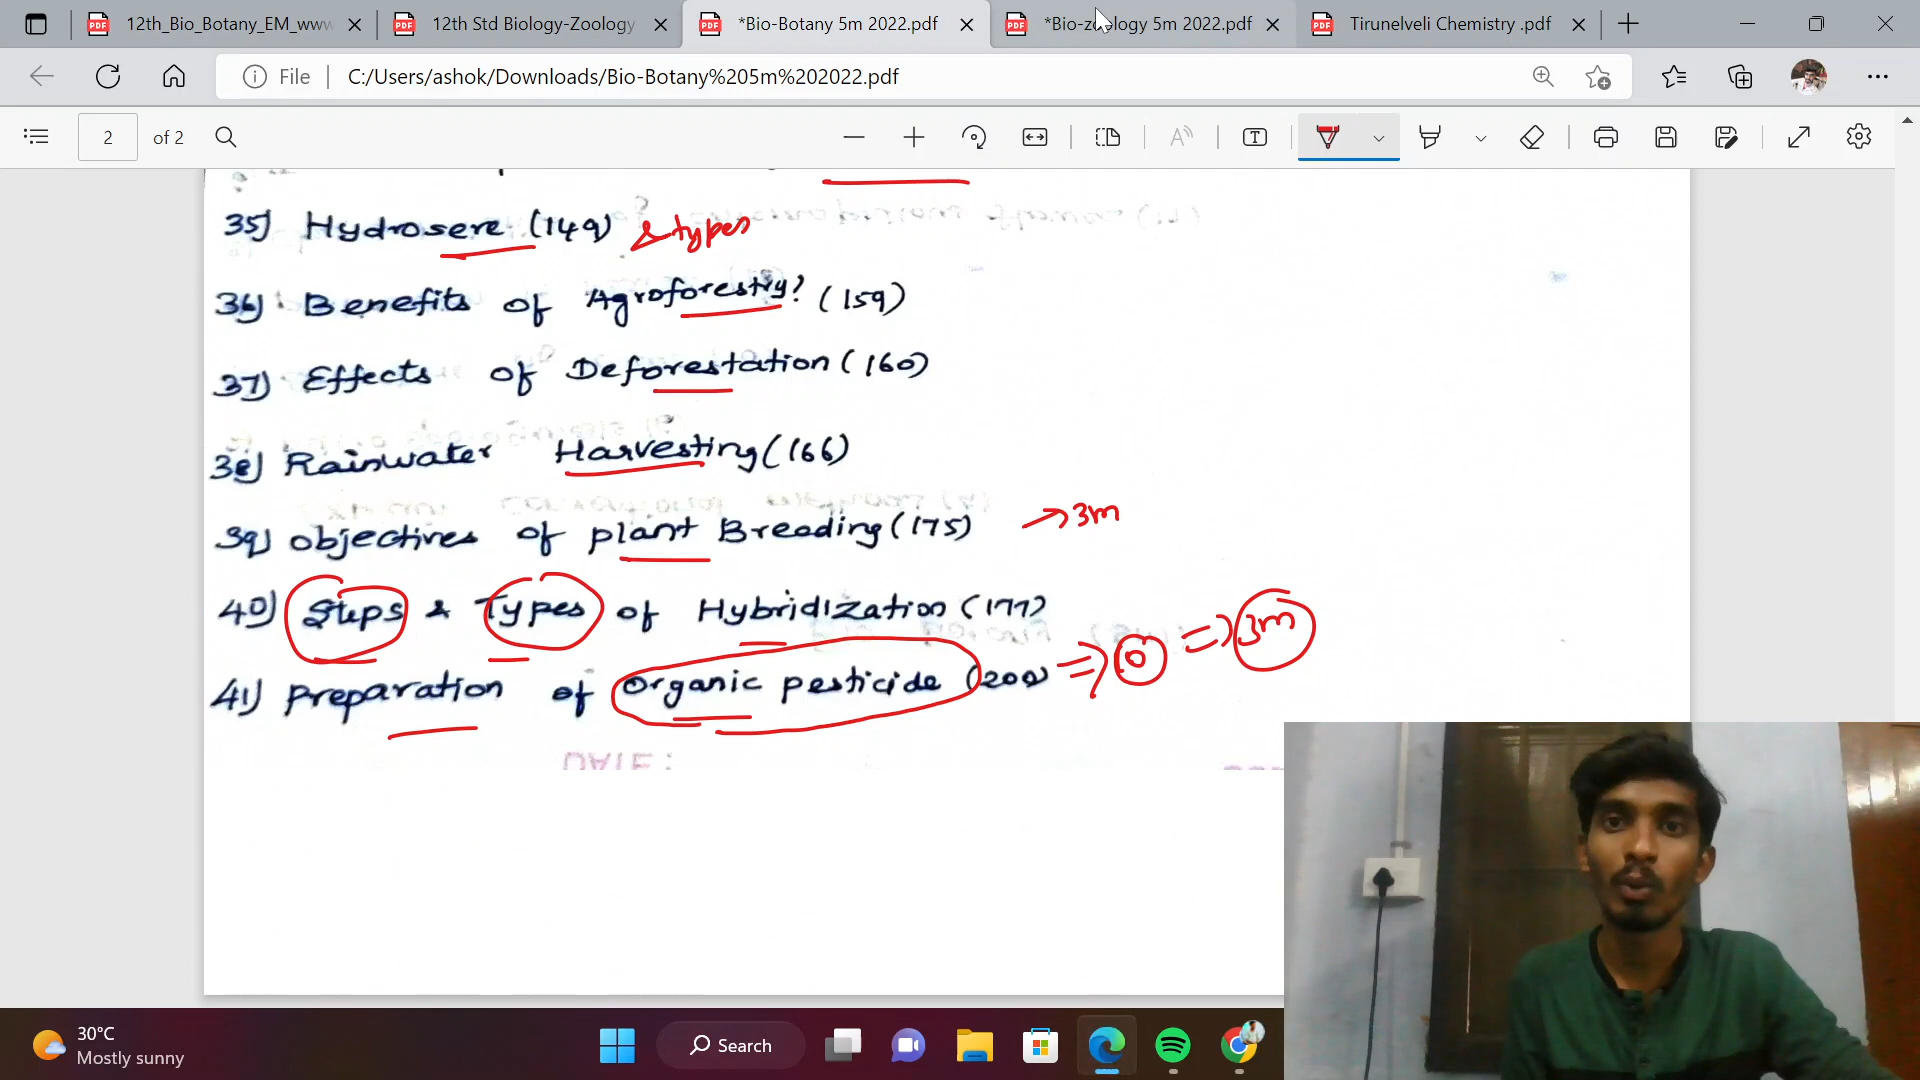 12th_Bio_Botany_EM_www
12th Std Biology-Zoology
*Bio-Botany 5m 2022.pdf
*Bio-zoology 5m 2022.pdf
Tirunelveli Chemistry .pdf
File
C:/Users/ashok/Downloads/Bio-Botany%205m%202022.pdf
2 of 2
35) Hydrosere (149) & types
36) Benefits of Agroforestry? (159)
37) Effects of Deforestation (160)
38) Rainwater Harvesting (166)
39) objectives of plant Breeding (175) → 3m
40) Steps & Types of Hybridization (177)
41) preparation of organic pesticide (200) ⇒ 0 ⇒ 3m
DATE:
30°C
Mostly sunny
Search